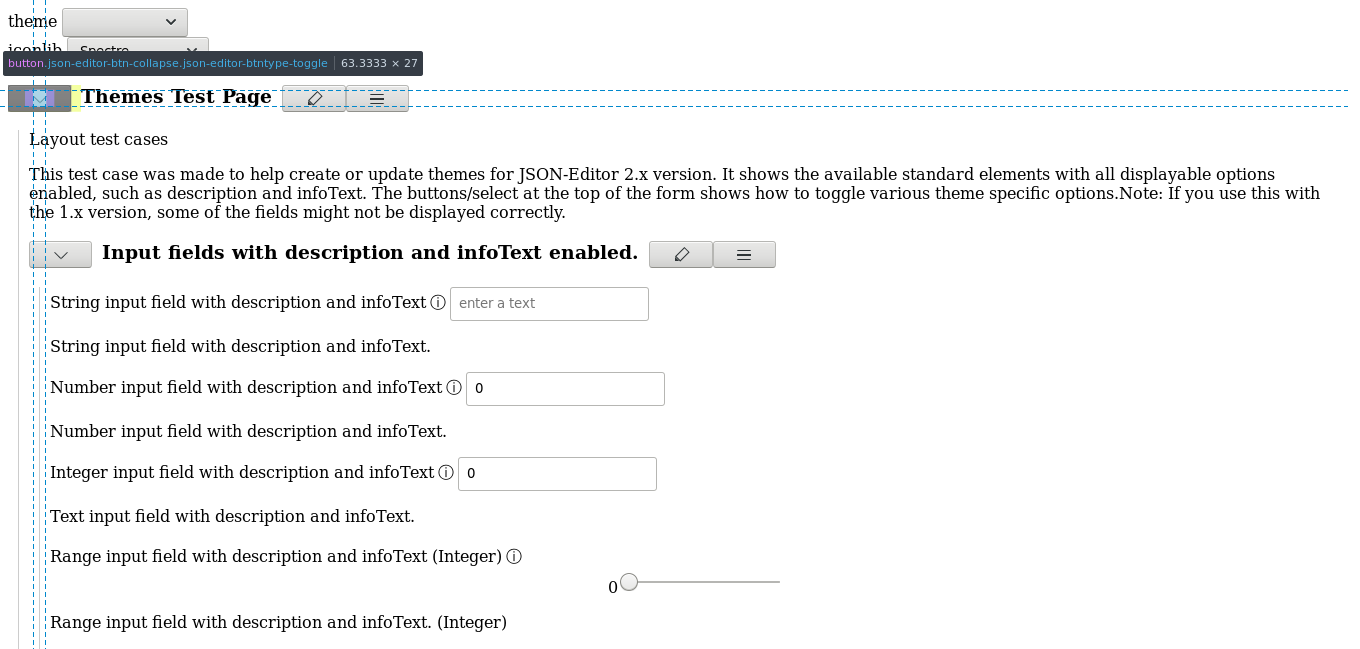 theme
iconlib Spectre
button.json-editor-btn-collapse.json-editor-btntype-toggle 63.3333 × 27
Themes Test Page
Layout test cases
This test case was made to help create or update themes for JSON-Editor 2.x version. It shows the available standard elements with all displayable options
enabled, such as description and infoText. The buttons/select at the top of the form shows how to toggle various theme specific options.Note: If you use this with
the 1.x version, some of the fields might not be displayed correctly.
Input fields with description and infoText enabled.
String input field with description and infoText ⓘ enter a text
String input field with description and infoText.
Number input field with description and infoText ⓘ 0
Number input field with description and infoText.
Integer input field with description and infoText ⓘ 0
Text input field with description and infoText.
Range input field with description and infoText (Integer) ⓘ
0
Range input field with description and infoText. (Integer)